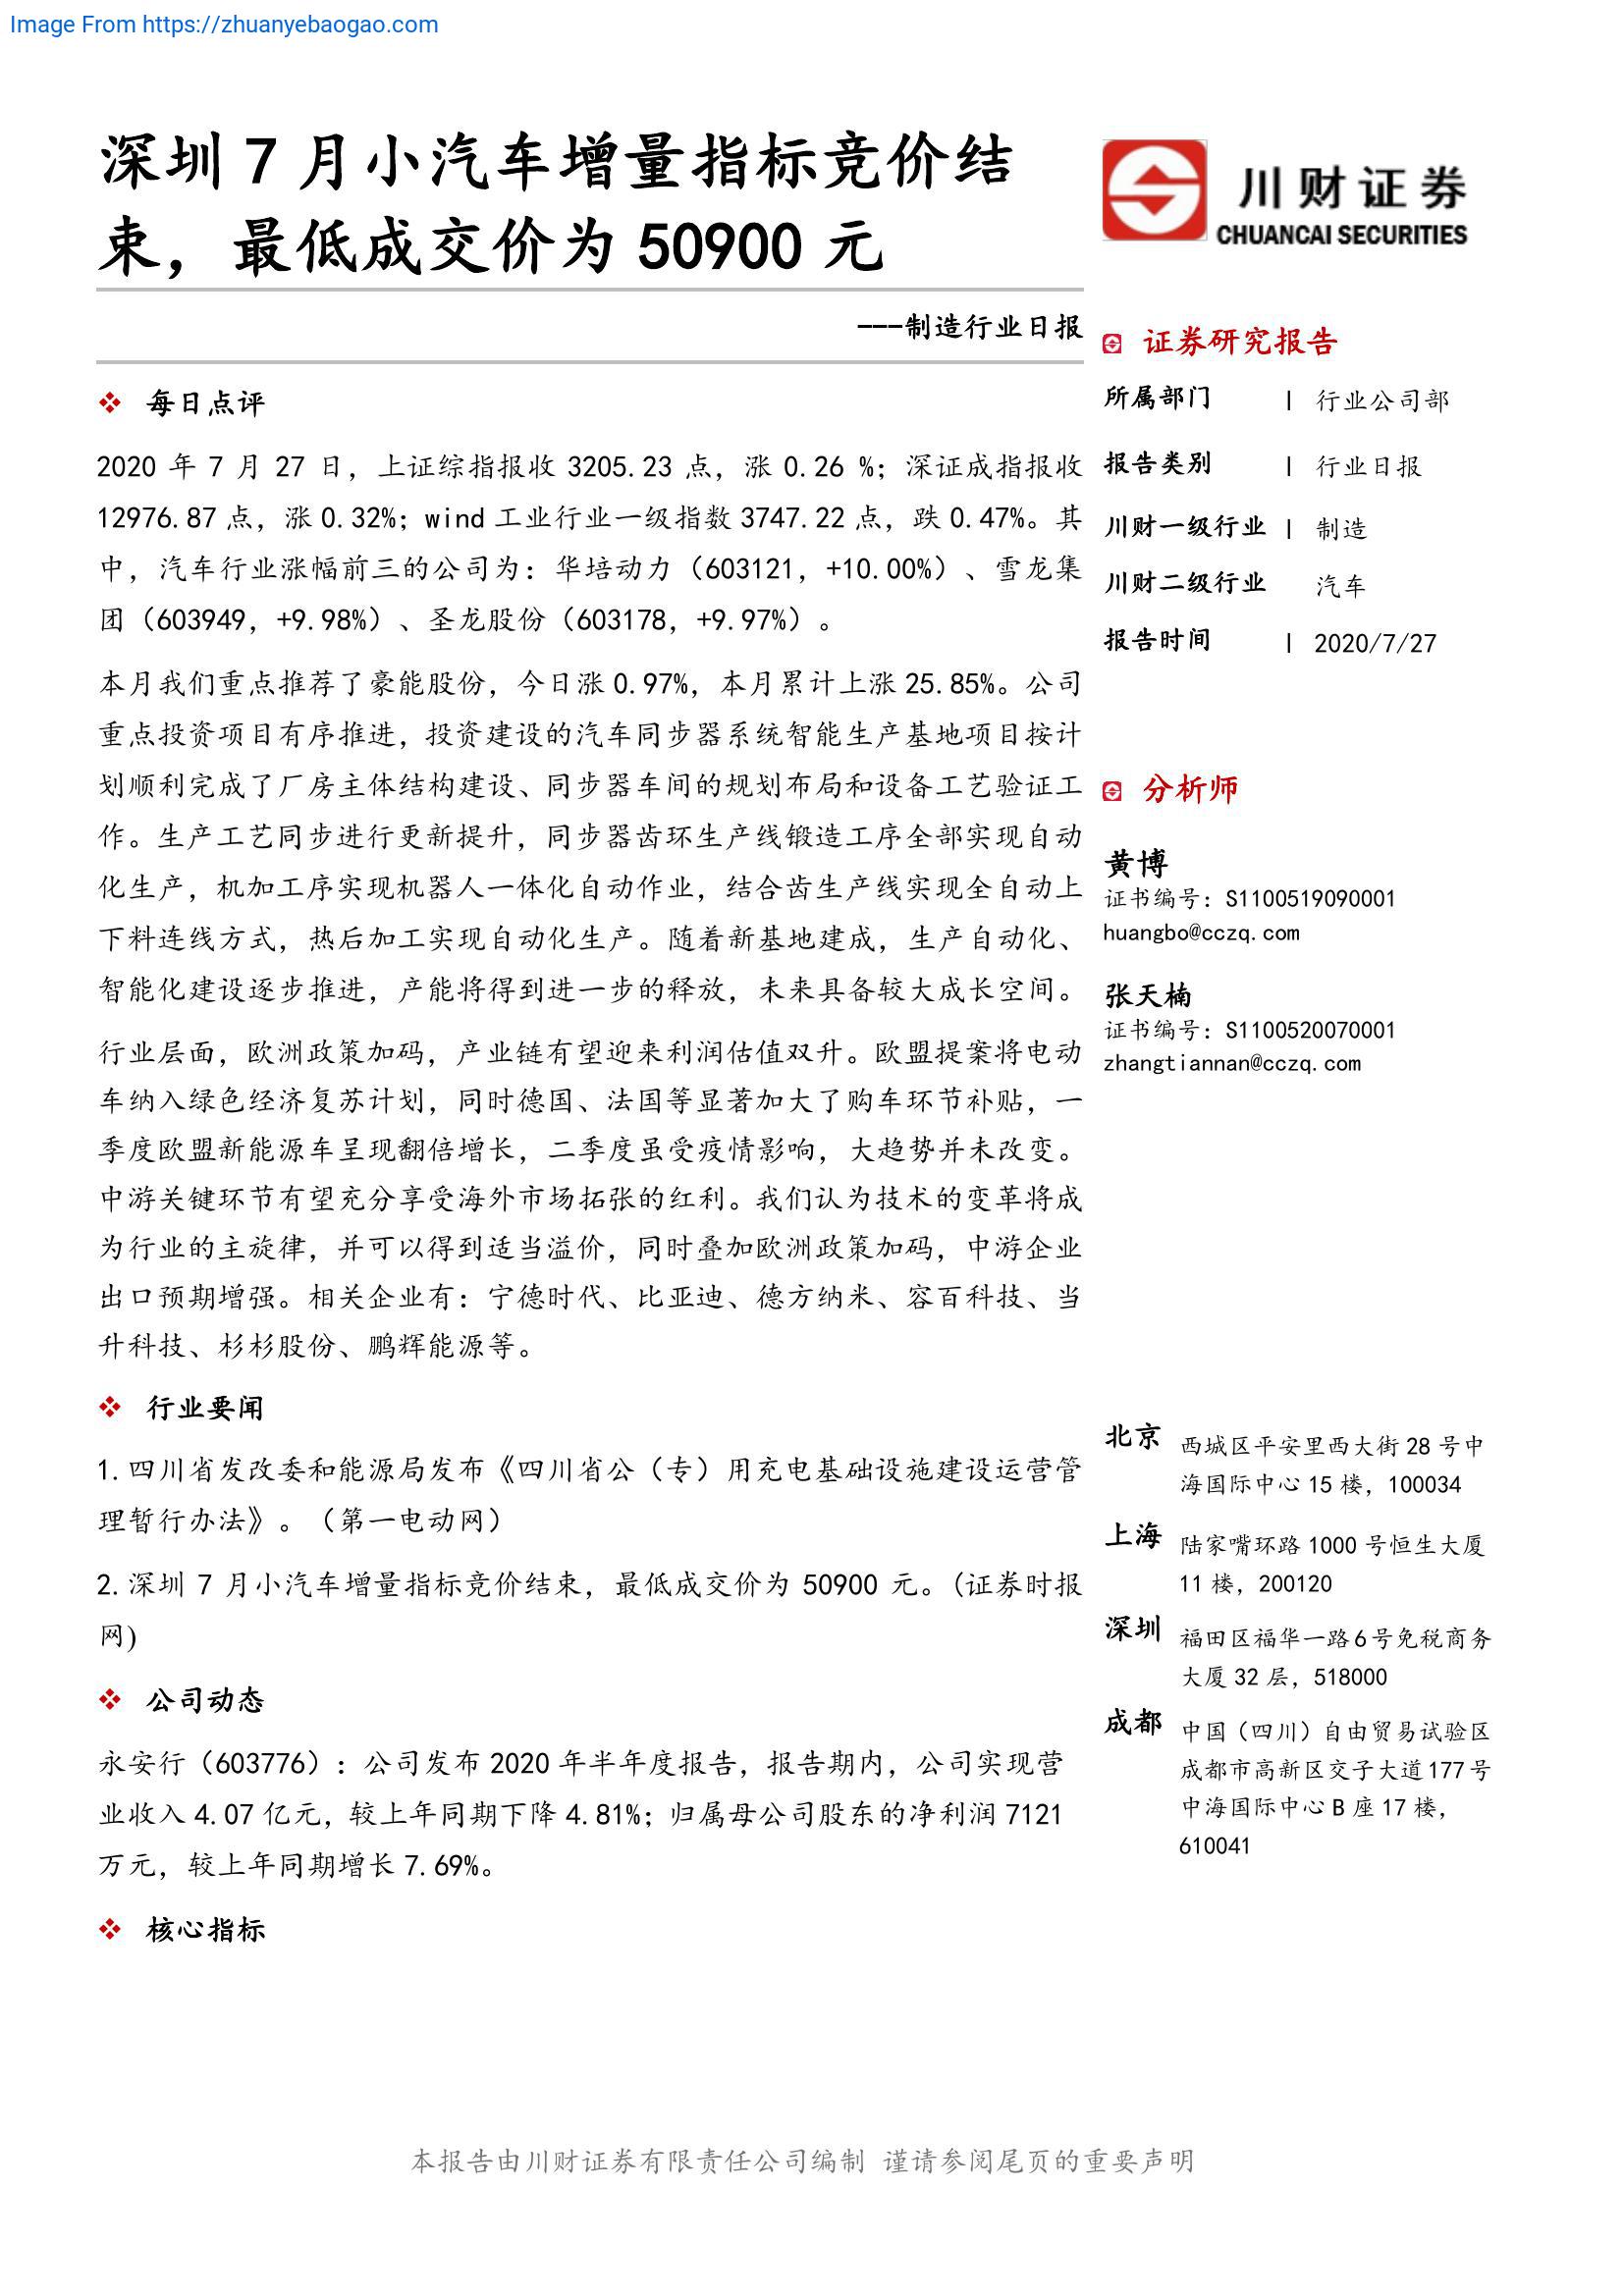 Image From https://zhuanyebaogao.com
深圳 7 月小汽车增量指标竞价结
束，最低成交价为 50900 元
---制造行业日报
❖ 每日点评
2020 年 7 月 27 日，上证综指报收 3205.23 点，涨 0.26 %；深证成指报收
12976.87 点，涨 0.32%；wind 工业行业一级指数 3747.22 点，跌 0.47%。其
中，汽车行业涨幅前三的公司为：华培动力（603121，+10.00%）、雪龙集
团（603949，+9.98%）、圣龙股份（603178，+9.97%）。
本月我们重点推荐了豪能股份，今日涨 0.97%，本月累计上涨 25.85%。公司
重点投资项目有序推进，投资建设的汽车同步器系统智能生产基地项目按计
划顺利完成了厂房主体结构建设、同步器车间的规划布局和设备工艺验证工
作。生产工艺同步进行更新提升，同步器齿环生产线锻造工序全部实现自动
化生产，机加工序实现机器人一体化自动作业，结合齿生产线实现全自动上
下料连线方式，热后加工实现自动化生产。随着新基地建成，生产自动化、
智能化建设逐步推进，产能将得到进一步的释放，未来具备较大成长空间。
行业层面，欧洲政策加码，产业链有望迎来利润估值双升。欧盟提案将电动
车纳入绿色经济复苏计划，同时德国、法国等显著加大了购车环节补贴，一
季度欧盟新能源车呈现翻倍增长，二季度虽受疫情影响，大趋势并未改变。
中游关键环节有望充分享受海外市场拓张的红利。我们认为技术的变革将成
为行业的主旋律，并可以得到适当溢价，同时叠加欧洲政策加码，中游企业
出口预期增强。相关企业有：宁德时代、比亚迪、德方纳米、容百科技、当
升科技、杉杉股份、鹏辉能源等。
❖ 行业要闻
1.四川省发改委和能源局发布《四川省公（专）用充电基础设施建设运营管
理暂行办法》。（第一电动网）
2.深圳 7 月小汽车增量指标竞价结束，最低成交价为 50900 元。(证券时报
网)
❖ 公司动态
永安行（603776）：公司发布 2020 年半年度报告，报告期内，公司实现营
业收入 4.07 亿元，较上年同期下降 4.81%；归属母公司股东的净利润 7121
万元，较上年同期增长 7.69%。
❖ 核心指标
川财证券
CHUANCAI SECURITIES
证券研究报告
所属部门 | 行业公司部
报告类别 | 行业日报
川财一级行业 | 制造
川财二级行业 汽车
报告时间 | 2020/7/27
分析师
黄博
证书编号：S1100519090001
huangbo@cczq.com
张天楠
证书编号：S1100520070001
zhangtiannan@cczq.com
北京 西城区平安里西大街 28 号中
海国际中心 15 楼，100034
上海 陆家嘴环路 1000 号恒生大厦
11 楼，200120
深圳 福田区福华一路 6 号免税商务
大厦 32 层，518000
成都 中国（四川）自由贸易试验区
成都市高新区交子大道 177 号
中海国际中心 B 座 17 楼，
610041
本报告由川财证券有限责任公司编制 谨请参阅尾页的重要声明